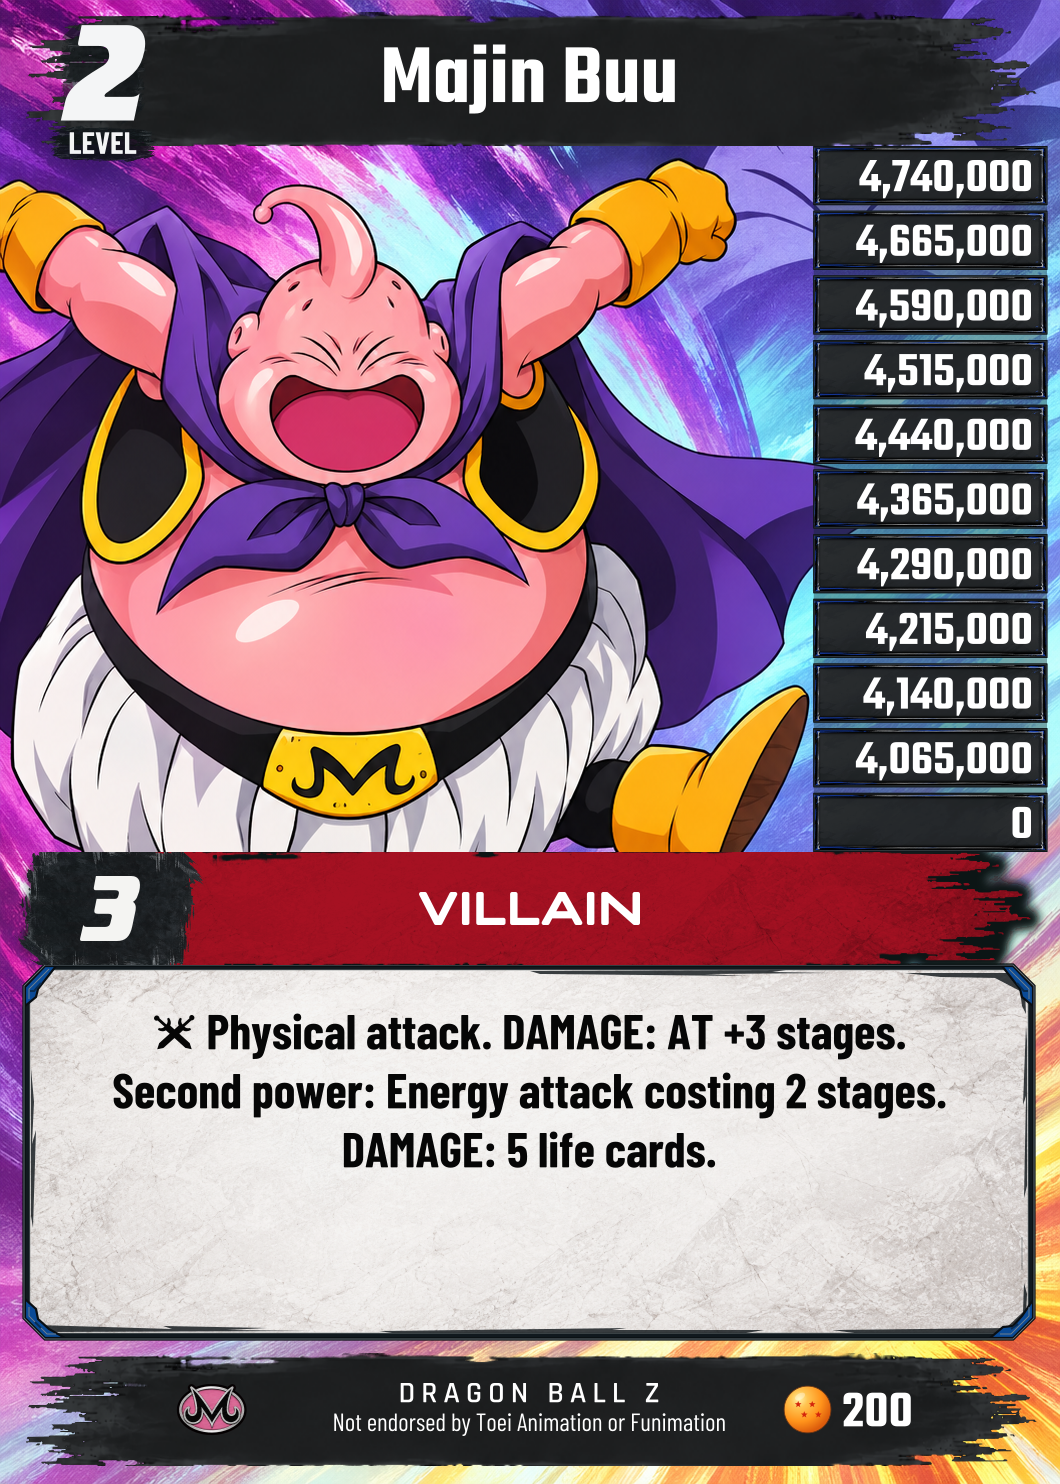 2
LEVEL
Majin Buu
4,740,000
4,665,000
4,590,000
4,515,000
4,440,000
4,365,000
4,290,000
4,215,000
4,140,000
4,065,000
0
M
3
VILLAIN
Physical attack. DAMAGE: AT +3 stages.
Second power: Energy attack costing 2 stages.
DAMAGE: 5 life cards.
M
DRAGON BALL Z
Not endorsed by Toei Animation or Funimation
200